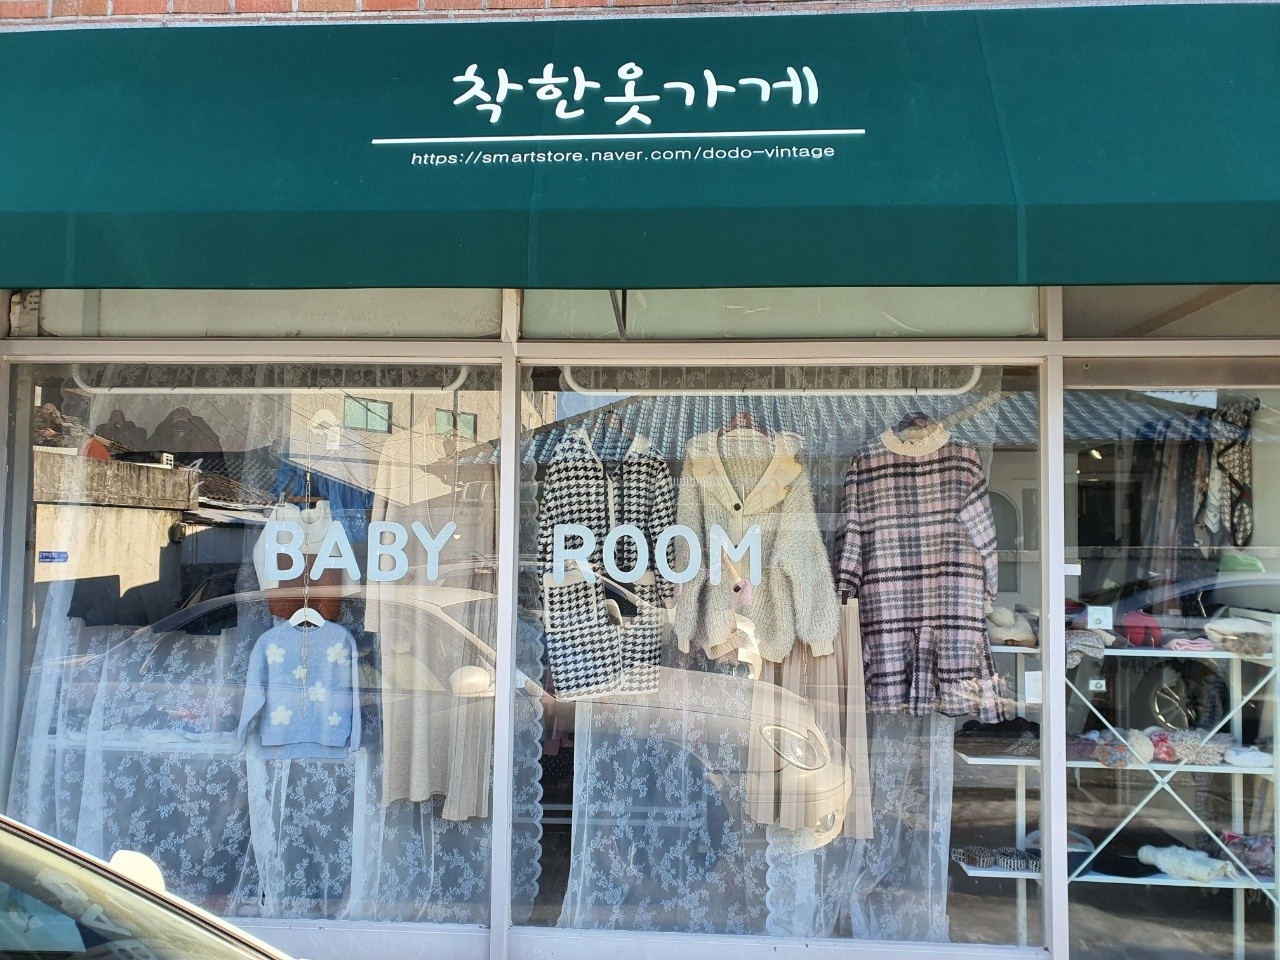 착한옷가게
https://smartstore.naver.com/dodo-vintage
BABY ROOM